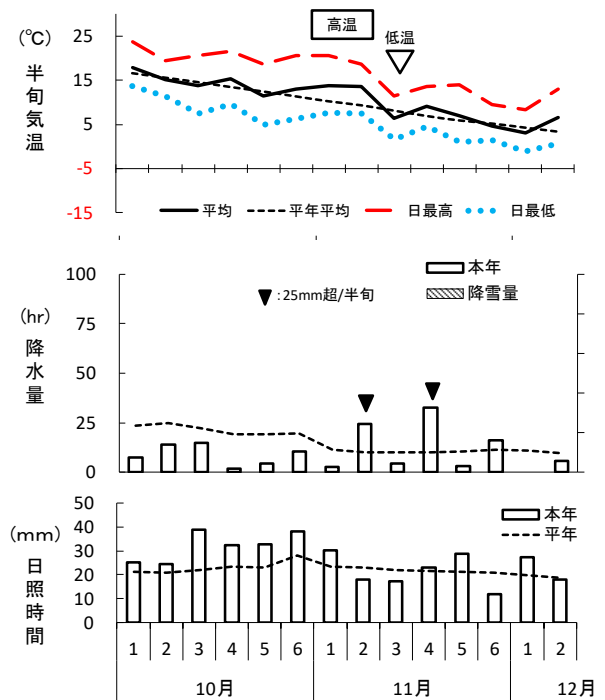 (℃)
半旬気温
25
15
5
-5
-15
高温
低温
平均 平年平均 日最高 日最低
(hr)
降水量
100
75
50
25
0
▼:25mm超/半旬
本年
降雪量
(mm)
日照時間
50
40
30
20
10
0
本年
平年
1 2 3 4 5 6 1 2 3 4 5 6 1 2
10月 11月 12月